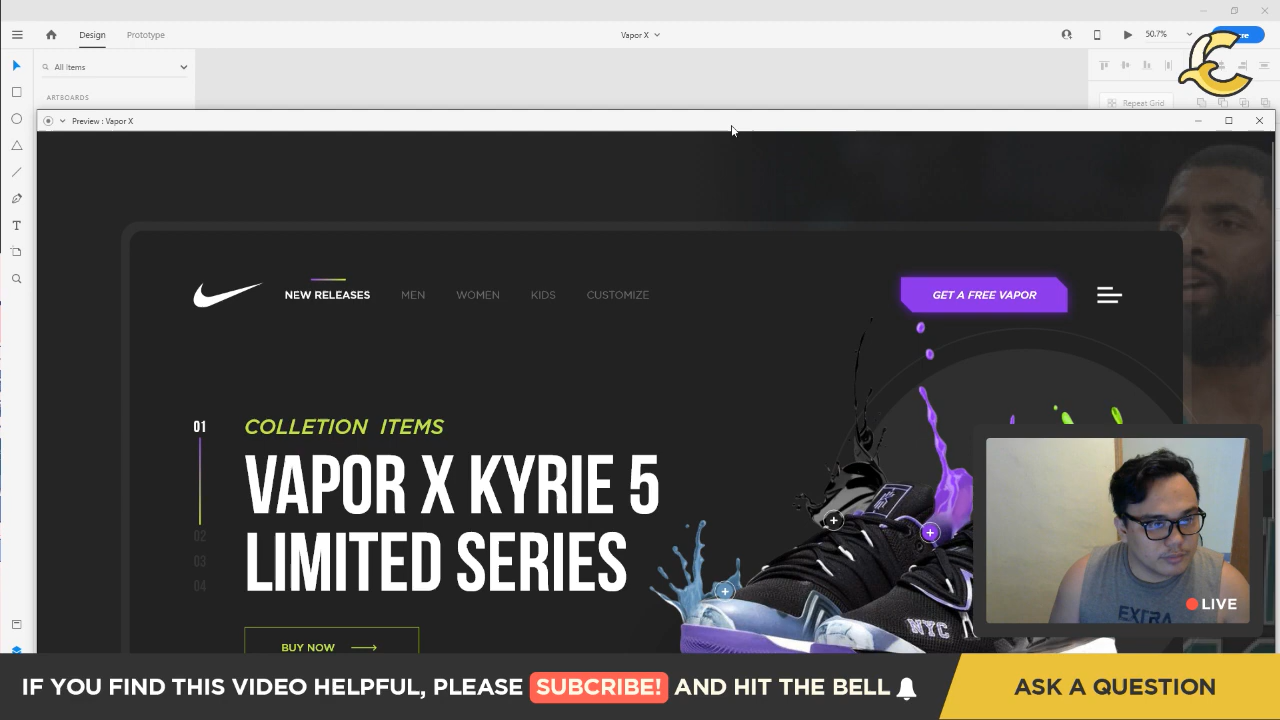 Design Prototype Vapor X 50.7%
All Items
ARTBOARDS
Repeat Grid
Preview : Vapor X
NEW RELEASES MEN WOMEN KIDS CUSTOMIZE
GET A FREE VAPOR
01
COLLETION ITEMS
VAPOR X KYRIE 5
LIMITED SERIES
02
03
04
BUY NOW
NYC
EXTRA
LIVE
IF YOU FIND THIS VIDEO HELPFUL, PLEASE SUBCRIBE! AND HIT THE BELL
ASK A QUESTION